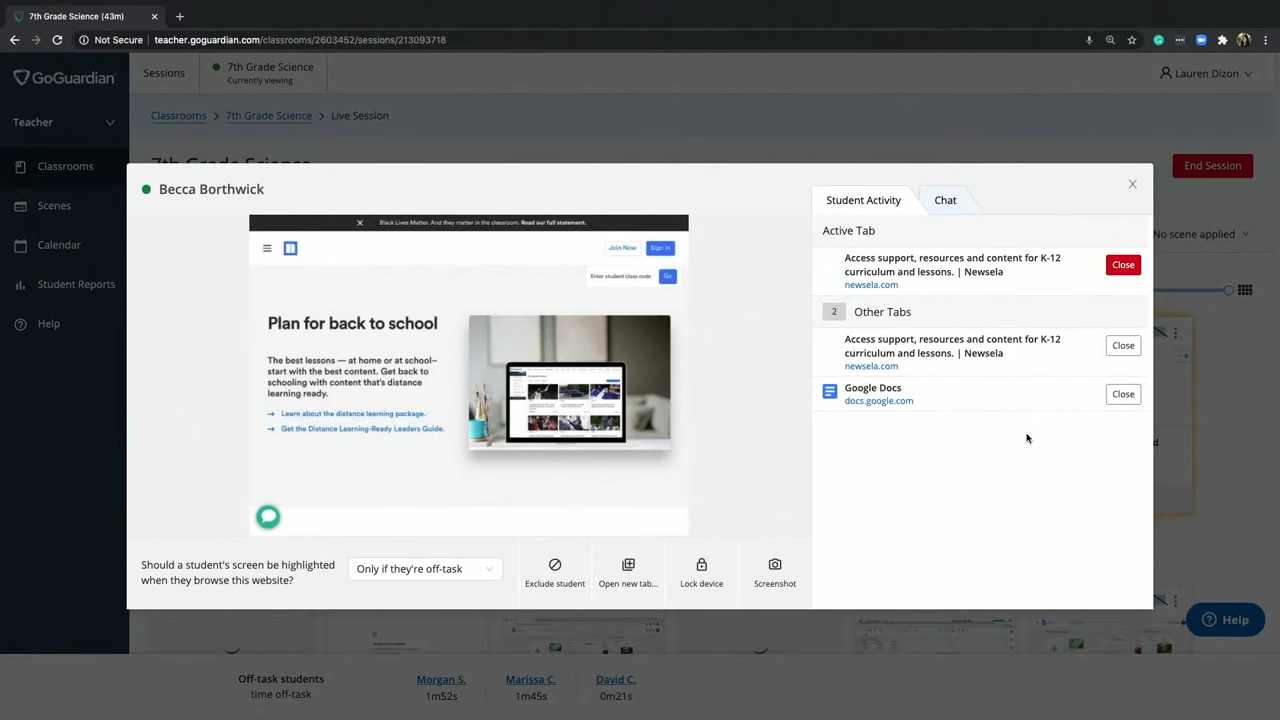 7th Grade Science (43m)
Not Secure
teacher.goguardian.com/classrooms/2603452/sessions/213093718
GoGuardian
Sessions
7th Grade Science
Currently viewing
Lauren Dizon
Teacher
Classrooms > 7th Grade Science > Live Session
Classrooms
7th Grade Science
End Session
Scenes
Calendar
Student Reports
Help
No scene applied
Becca Borthwick
Black Lives Matter. And they matter in the classroom. Read our full statement.
Join Now
Sign In
Enter student class code
Go
Plan for back to school
The best lessons — at home or at school–
start with the best content. Get back to
schooling with content that's distance
learning ready.
Learn about the distance learning package.
Get the Distance Learning-Ready Leaders Guide.
Should a student's screen be highlighted
when they browse this website?
Only if they're off-task
Exclude student
Open new tab...
Lock device
Screenshot
Student Activity
Chat
Active Tab
Access support, resources and content for K-12
curriculum and lessons. | Newsela
newsela.com
Close
2 Other Tabs
Access support, resources and content for K-12
curriculum and lessons. | Newsela
newsela.com
Close
Google Docs
docs.google.com
Close
Help
Off-task students
time off-task
Morgan S.
1m52s
Marissa C.
1m45s
David C.
0m21s